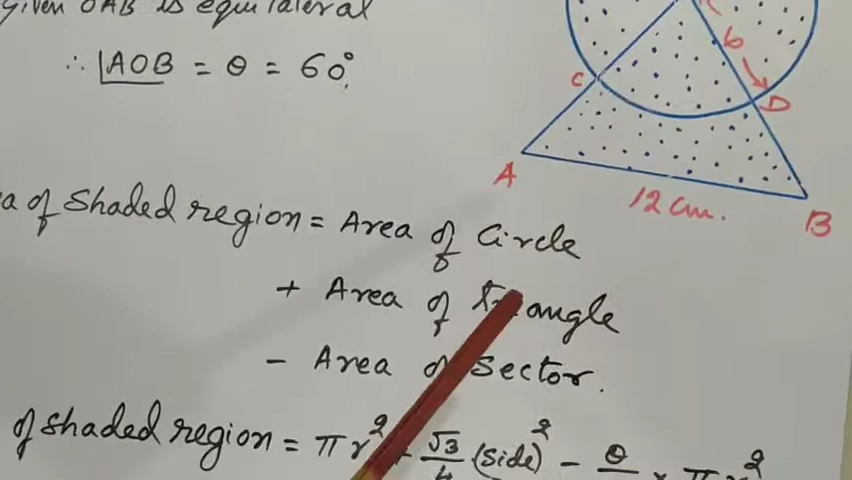 given OAB is equilateral
∴ ∠AOB = θ = 60°.
C
6
D
A
12 cm.
B
a of shaded region = Area of Circle
+ Area of Triangle
- Area of Sector.
of shaded region = πr² + √3/4 (side)² - θ × πr²